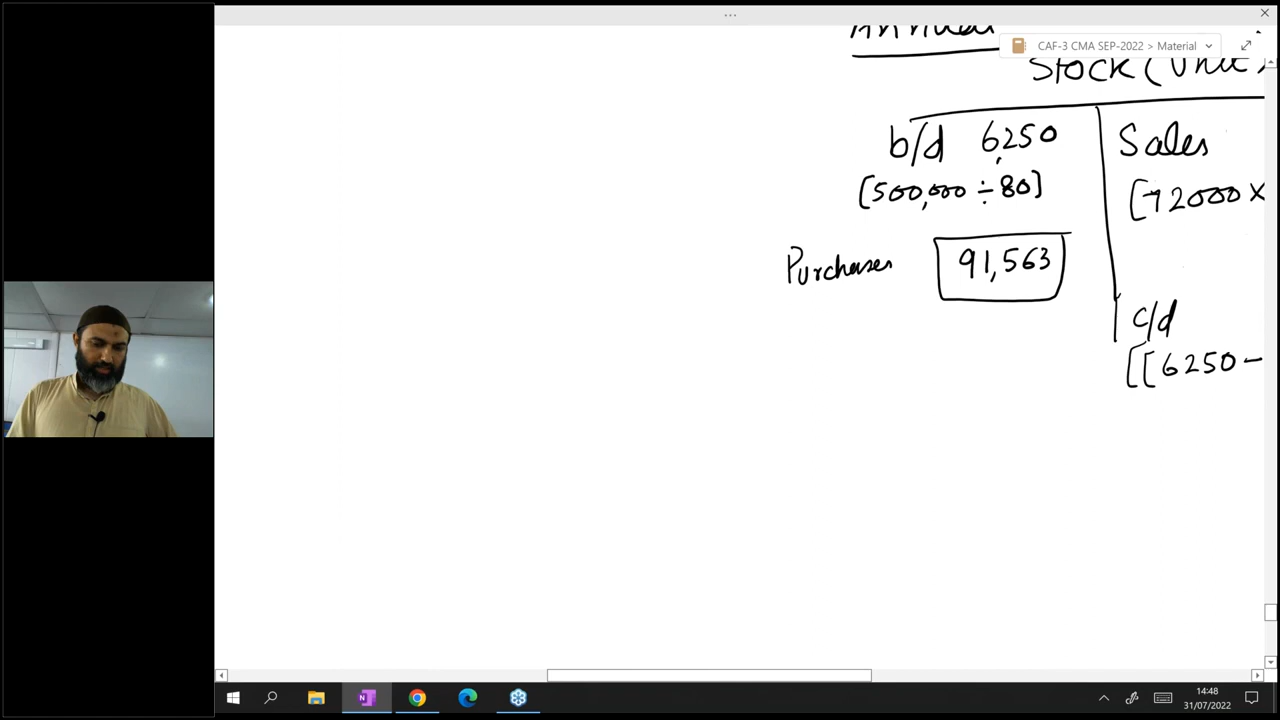 Annual
CAF-3 CMA SEP-2022 > Material
Stock (Unit)
b/d 6250
Sales
[500,000 ÷ 80]
[72000 ×
Purchases 91,563
c/d
[[6250 -
14:48
31/07/2022